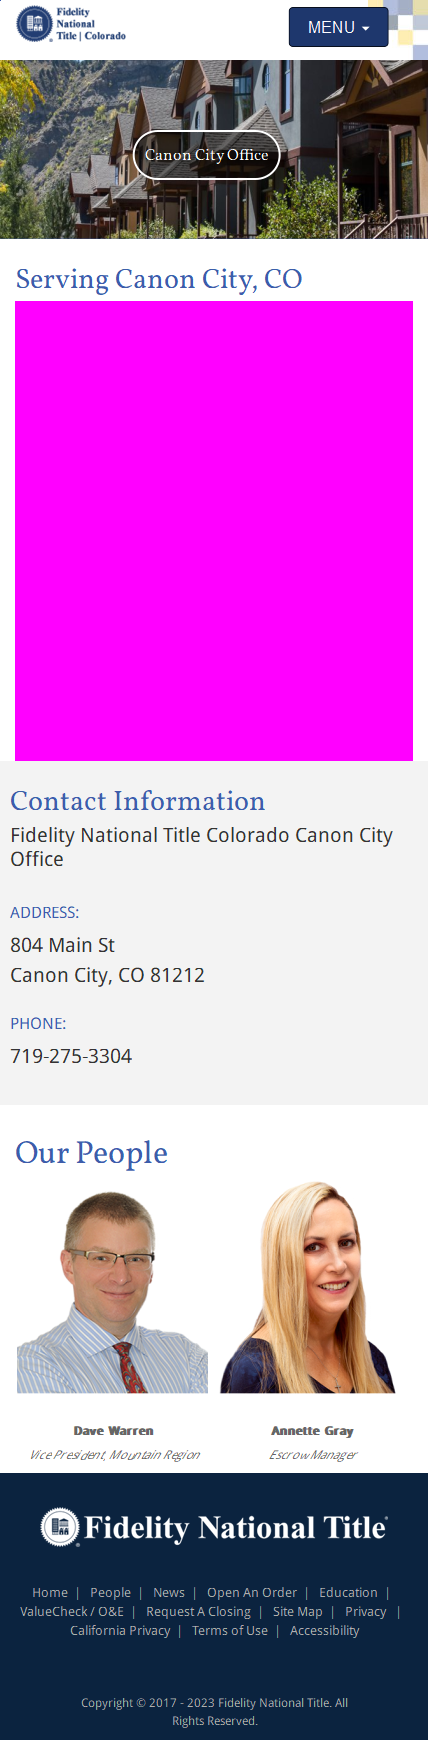 Fidelity
National
Title | Colorado
MENU
Canon City Office
Serving Canon City, CO
Contact Information
Fidelity National Title Colorado Canon City
Office
ADDRESS:
804 Main St
Canon City, CO 81212
PHONE:
719-275-3304
Our People
Dave Warren
Vice President, Mountain Region
Annette Gray
Escrow Manager
Fidelity National Title
Home | People | News | Open An Order | Education |
ValueCheck / O&E | Request A Closing | Site Map | Privacy |
California Privacy | Terms of Use | Accessibility
Copyright © 2017 - 2023 Fidelity National Title. All
Rights Reserved.